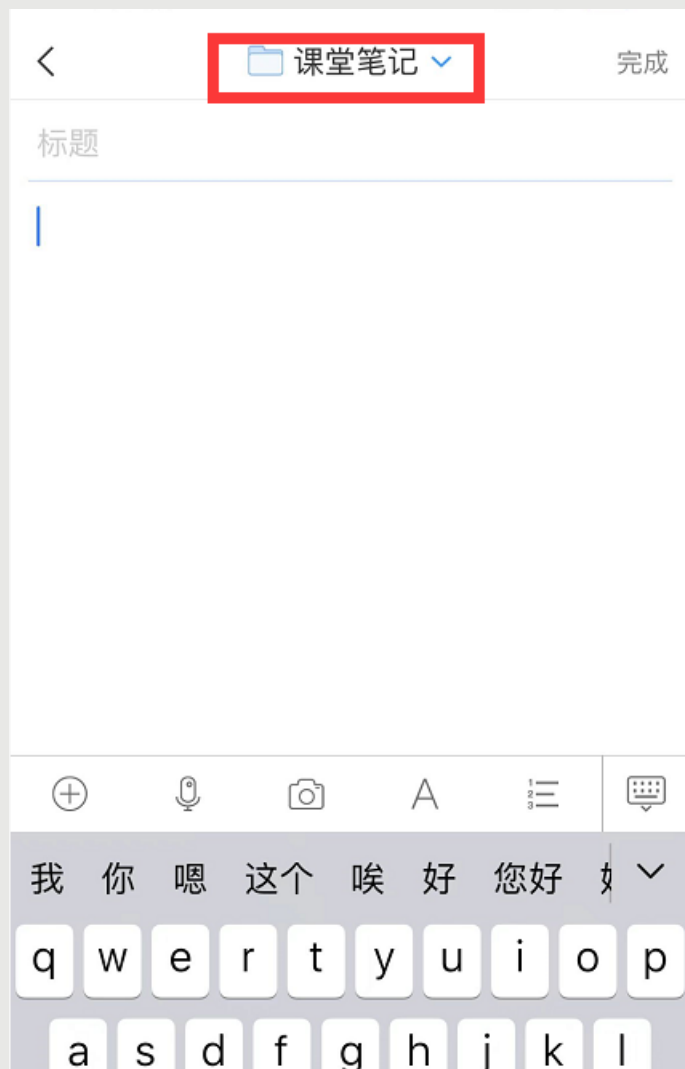 课堂笔记
完成
标题
我 你 嗯 这个 唉 好 您好
q w e r t y u i o p
a s d f g h j k l